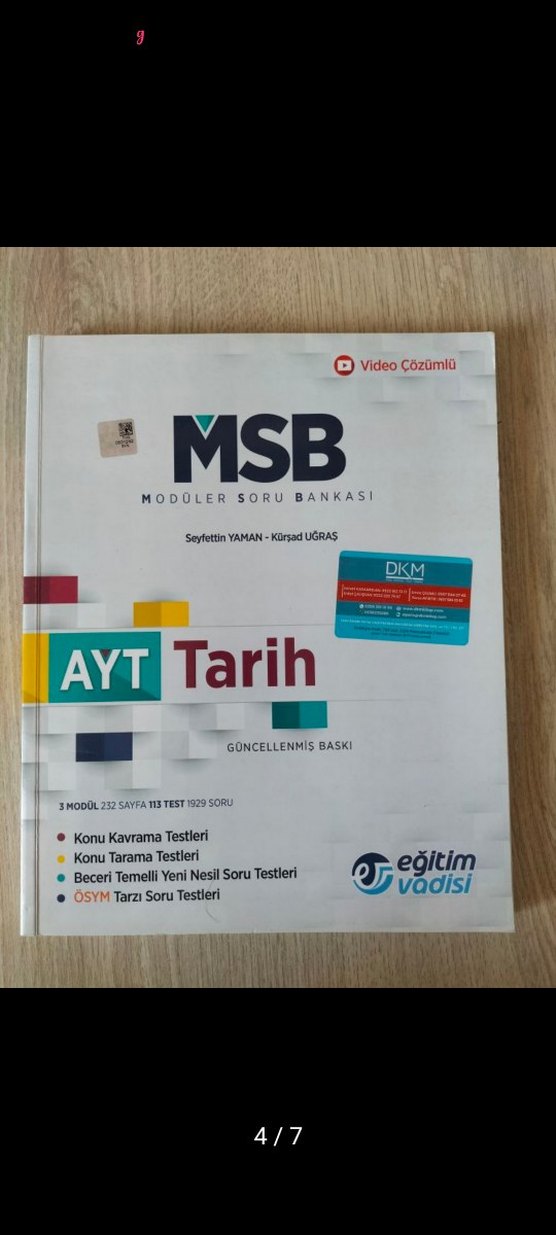 g
Video Çözümlü
MSB
MODÜLER SORU BANKASI
Seyfettin YAMAN - Kürşad UĞRAŞ
DKM
AYT Tarih
GÜNCELLENMİŞ BASKI
3 MODÜL 232 SAYFA 113 TEST 1929 SORU
Konu Kavrama Testleri
Konu Tarama Testleri
Beceri Temelli Yeni Nesil Soru Testleri
ÖSYM Tarzı Soru Testleri
eğitim
vadisi
4 / 7